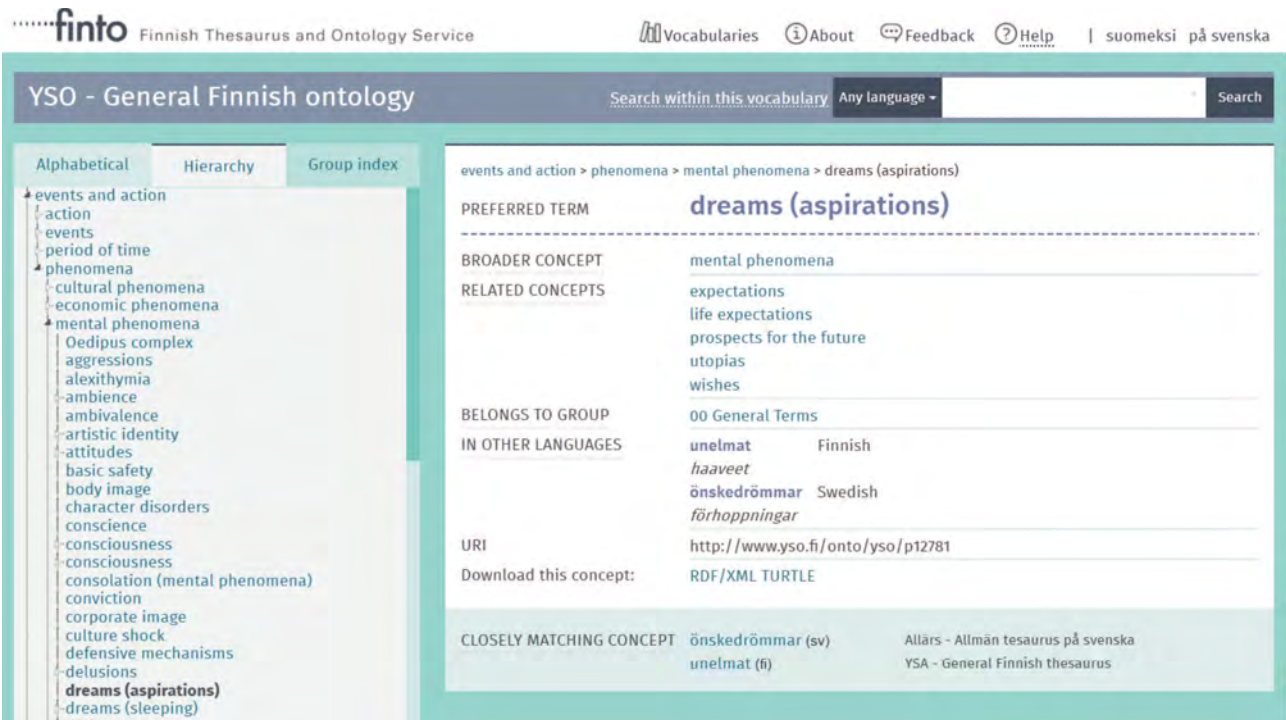 finto Finnish Thesaurus and Ontology Service
Vocabularies About Feedback Help | suomeksi på svenska
YSO - General Finnish ontology
Search within this vocabulary Any language Search
Alphabetical Hierarchy Group index
events and action
action
events
period of time
phenomena
cultural phenomena
economic phenomena
mental phenomena
Oedipus complex
aggressions
alexithymia
ambience
ambivalence
artistic identity
attitudes
basic safety
body image
character disorders
conscience
consciousness
consciousness
consolation (mental phenomena)
conviction
corporate image
culture shock
defensive mechanisms
delusions
dreams (aspirations)
dreams (sleeping)
events and action > phenomena > mental phenomena > dreams (aspirations)
PREFERRED TERM dreams (aspirations)
BROADER CONCEPT mental phenomena
RELATED CONCEPTS expectations
life expectations
prospects for the future
utopias
wishes
BELONGS TO GROUP 00 General Terms
IN OTHER LANGUAGES unelmat Finnish
haaveet
önskedrömmar Swedish
förhoppningar
URI http://www.yso.fi/onto/yso/p12781
Download this concept: RDF/XML TURTLE
CLOSELY MATCHING CONCEPT önskedrömmar (sv) Allärs - Allmän tesaurus på svenska
unelmat (fi) YSA - General Finnish thesaurus